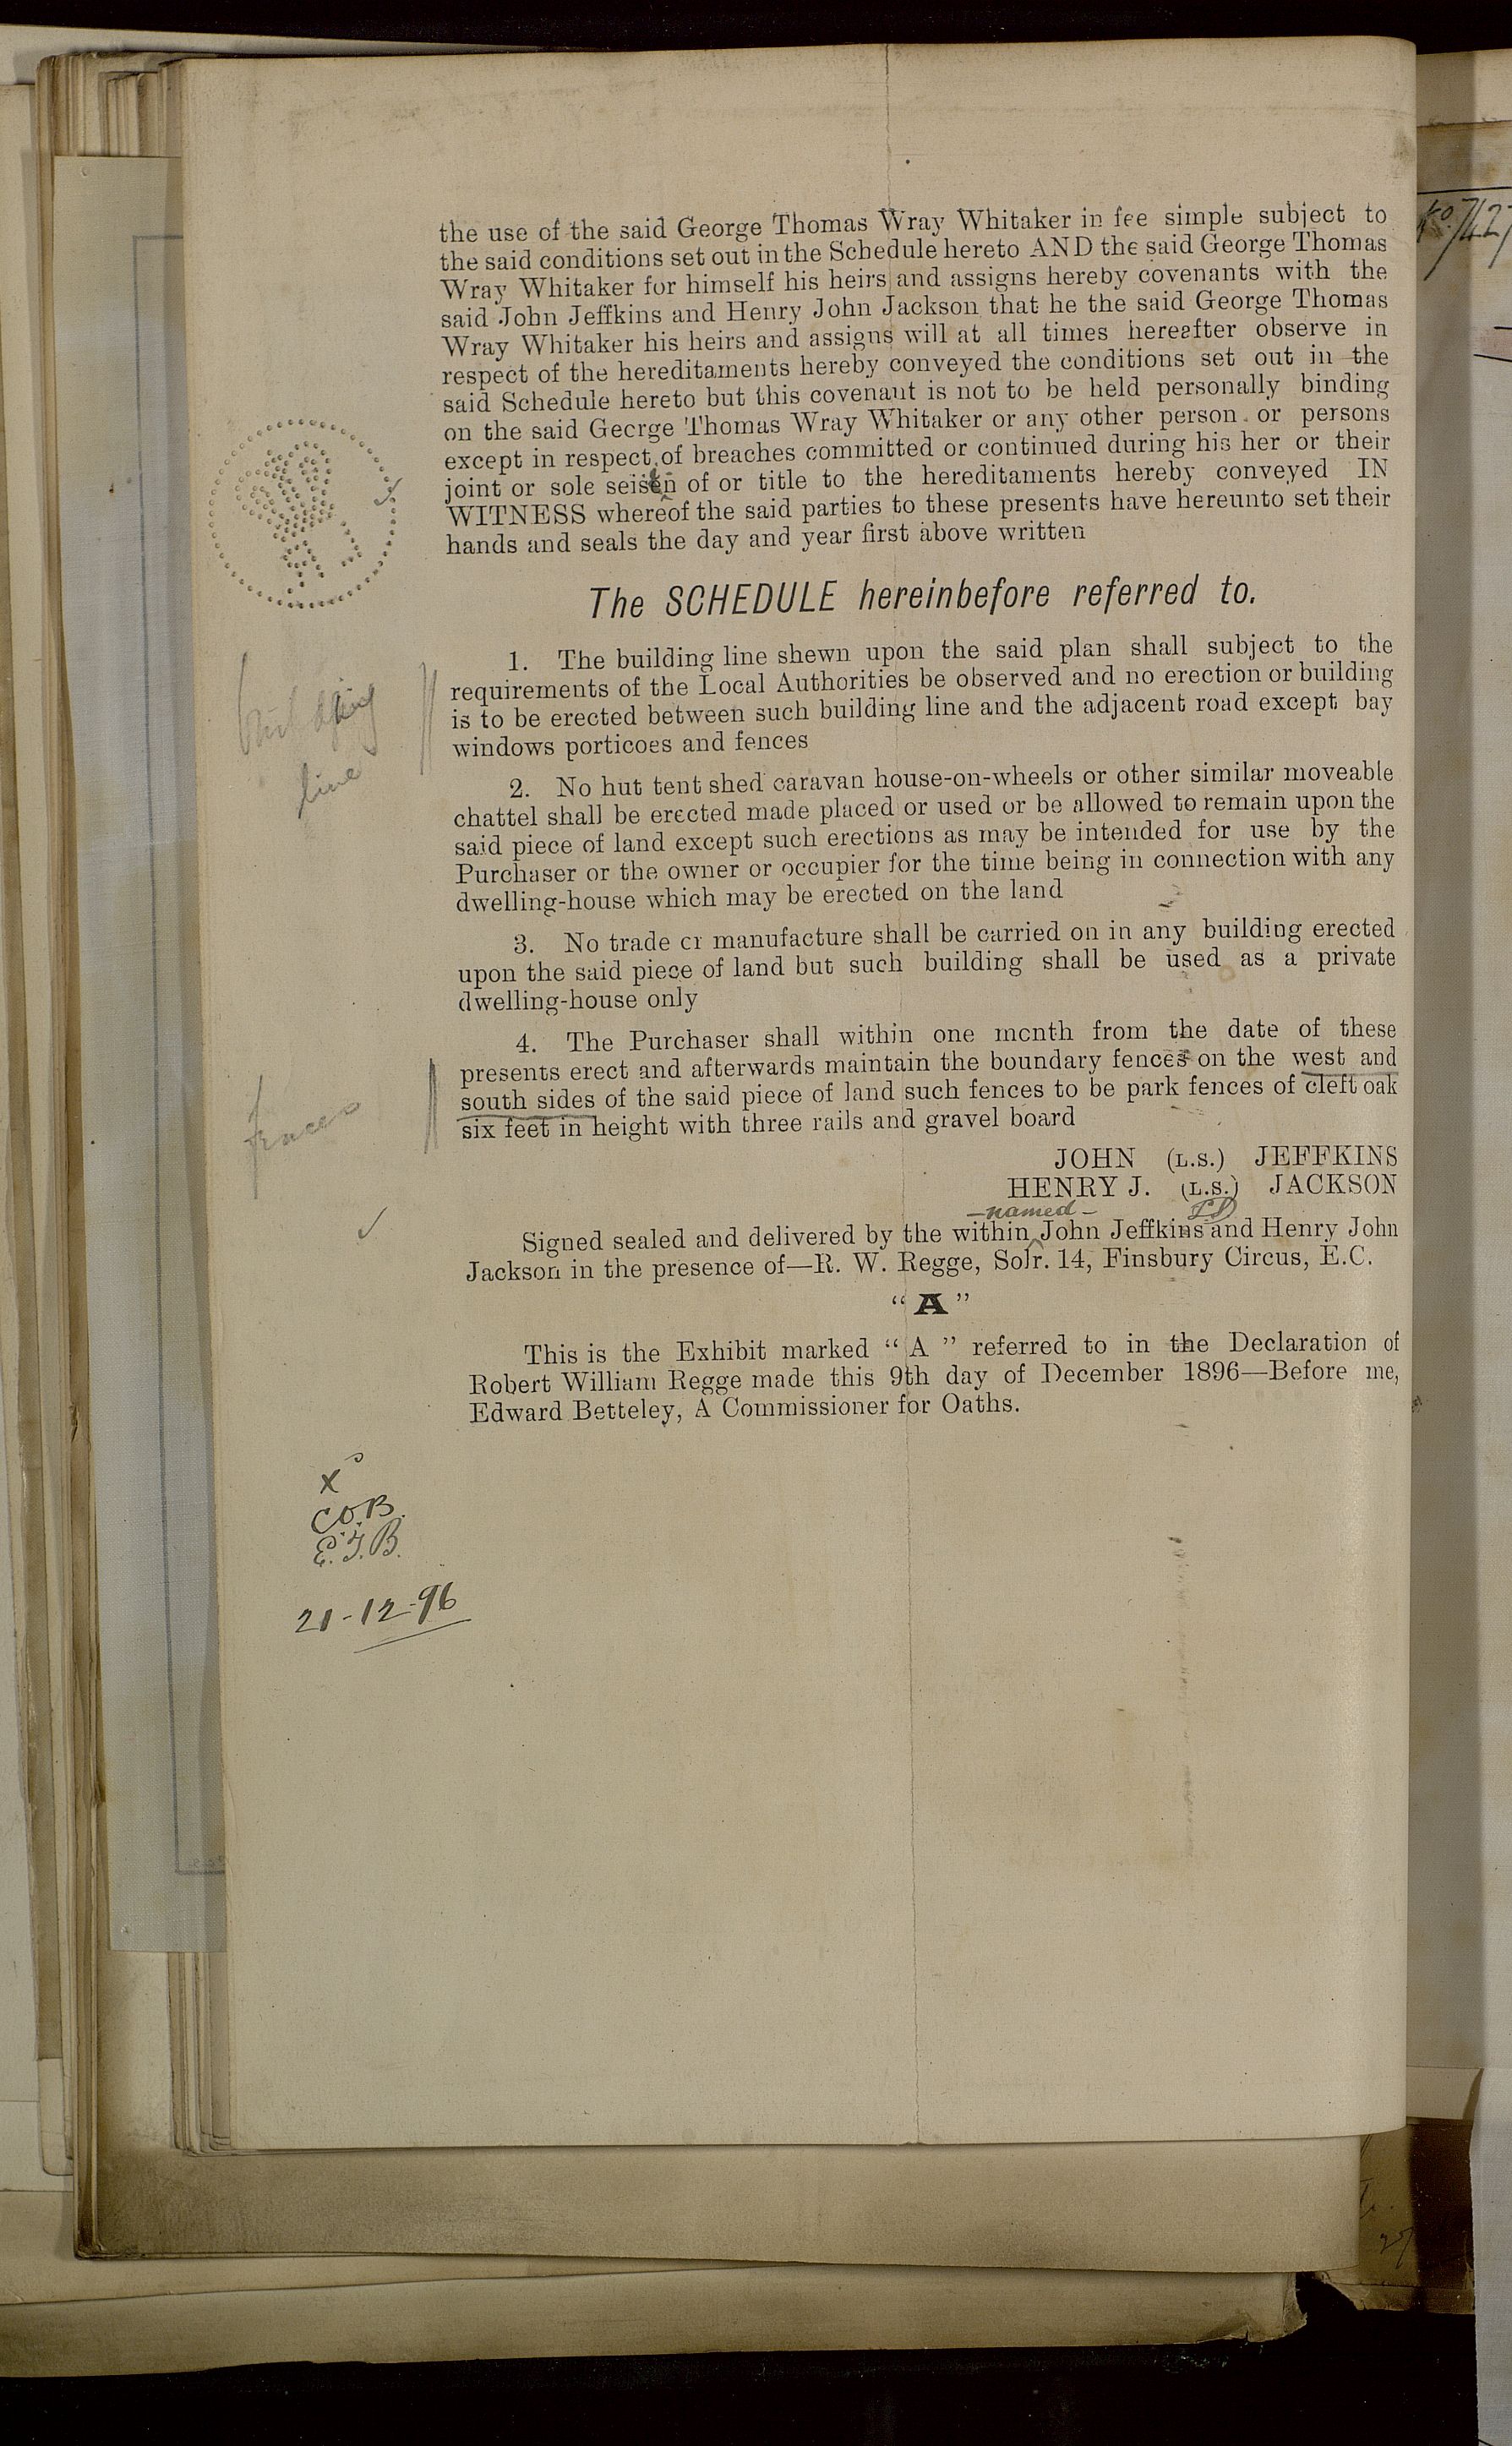 the use of the said George Thomas Wray Whitaker in fee simple subject to
the said conditions set out in the Schedule hereto AND the said George Thomas
Wray Whitaker for himself his heirs and assigns hereby covenants with the
said John Jeffkins and Henry John Jackson that he the said George Thomas
Wray Whitaker his heirs and assigns will at all times hereafter observe in
respect of the hereditaments hereby conveyed the conditions set out in the
said Schedule hereto but this covenant is not to be held personally binding
on the said George Thomas Wray Whitaker or any other person or persons
except in respect of breaches committed or continued during his her or their
joint or sole seisin of or title to the hereditaments hereby conveyed IN
WITNESS whereof the said parties to these presents have hereunto set their
hands and seals the day and year first above written
The SCHEDULE hereinbefore referred to.
1. The building line shewn upon the said plan shall subject to the
requirements of the Local Authorities be observed and no erection or building
is to be erected between such building line and the adjacent road except bay
windows porticoes and fences
building
line
2. No hut tent shed caravan house-on-wheels or other similar moveable
chattel shall be erected made placed or used or be allowed to remain upon the
said piece of land except such erections as may be intended for use by the
Purchaser or the owner or occupier for the time being in connection with any
dwelling-house which may be erected on the land
3. No trade or manufacture shall be carried on in any building erected
upon the said piece of land but such building shall be used as a private
dwelling-house only
4. The Purchaser shall within one month from the date of these
presents erect and afterwards maintain the boundary fences on the west and
south sides of the said piece of land such fences to be park fences of cleft oak
six feet in height with three rails and gravel board
fences
JOHN (L.S.) JEFFKINS
HENRY J. (L.S.) JACKSON
-named-
Signed sealed and delivered by the within John Jeffkins and Henry John
Jackson in the presence of—R. W. Regge, Solr. 14, Finsbury Circus, E.C.
"A"
This is the Exhibit marked "A" referred to in the Declaration of
Robert William Regge made this 9th day of December 1896—Before me,
Edward Betteley, A Commissioner for Oaths.
X
C.O.B.
E.J.B.
21-12-96